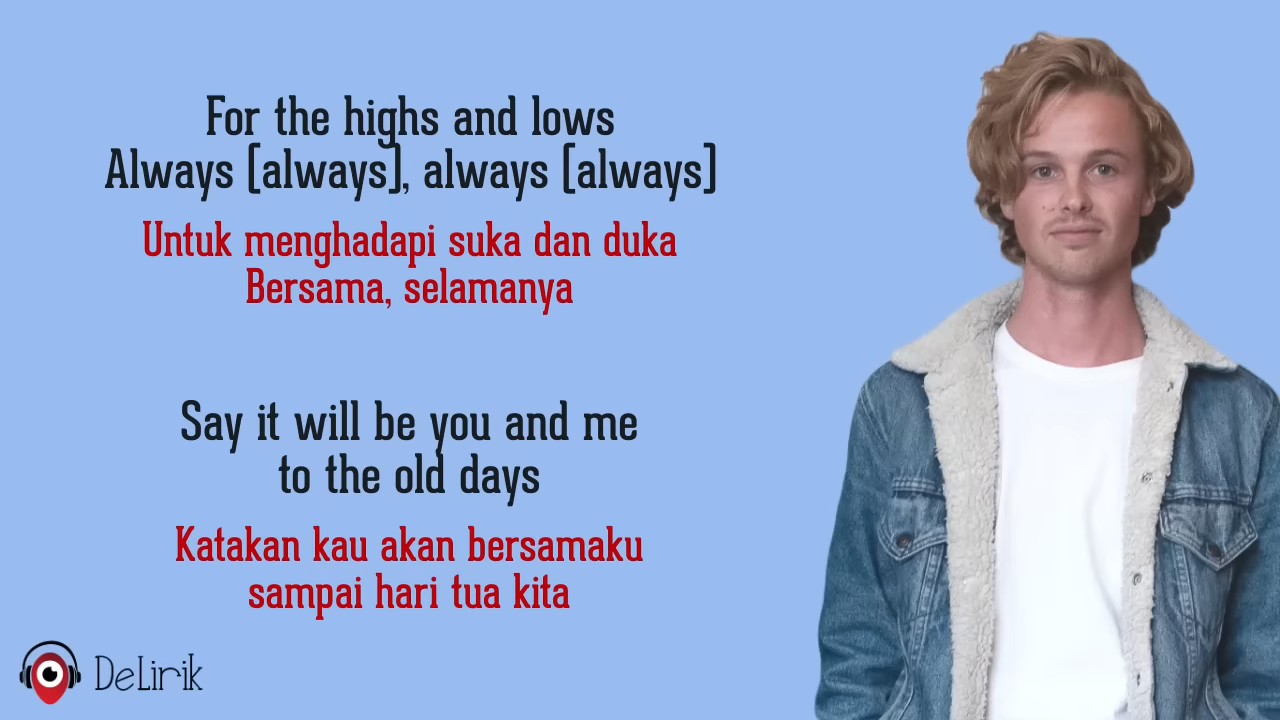 For the highs and lows
Always [always], always [always]
Untuk menghadapi suka dan duka
Bersama, selamanya
Say it will be you and me
to the old days
Katakan kau akan bersamaku
sampai hari tua kita
DeLirik